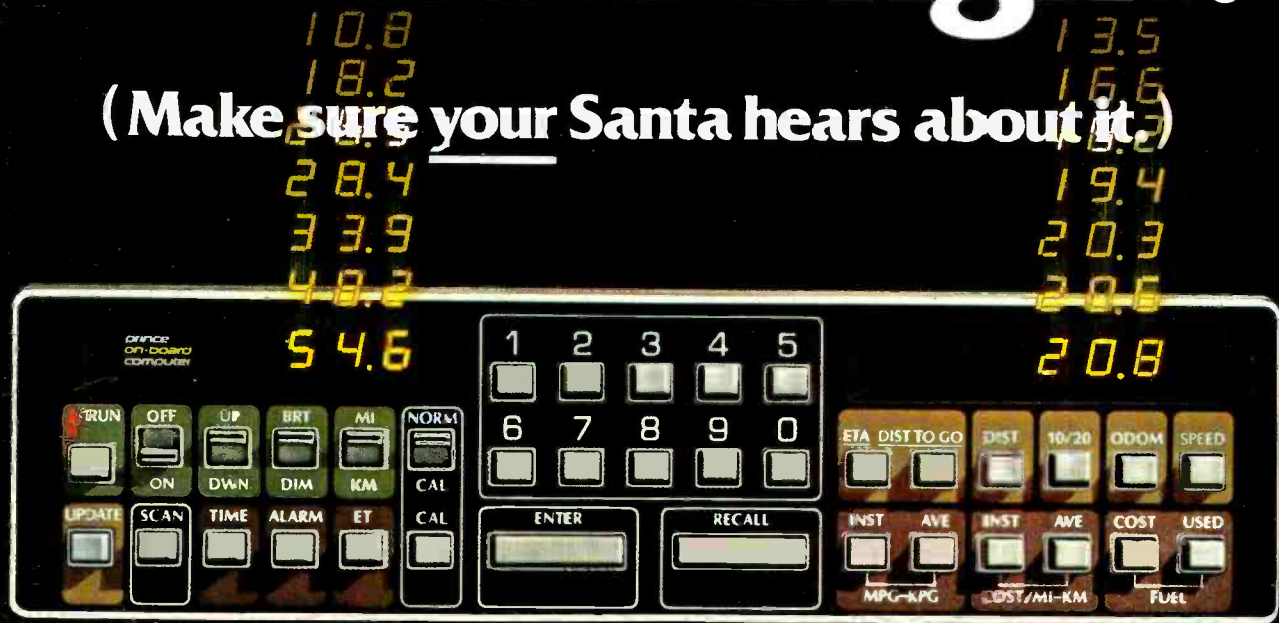 10.8 13.5
18.2 16.6
(Make sure your Santa hears about it.)
28.4 19.4
33.9 20.3
48.2 20.6
prince
on-board
computer
54.6 20.8
1 2 3 4 5
6 7 8 9 0
RUN OFF UP BRT MI NORM
ON DWN DIM KM CAL
UPDATE SCAN TIME ALARM ET CAL
ENTER RECALL
ETA DIST TO GO DIST 10/20 ODOM SPEED
INST AVE INST AVE COST USED
MPG-KPG COST/MI-KM FUEL